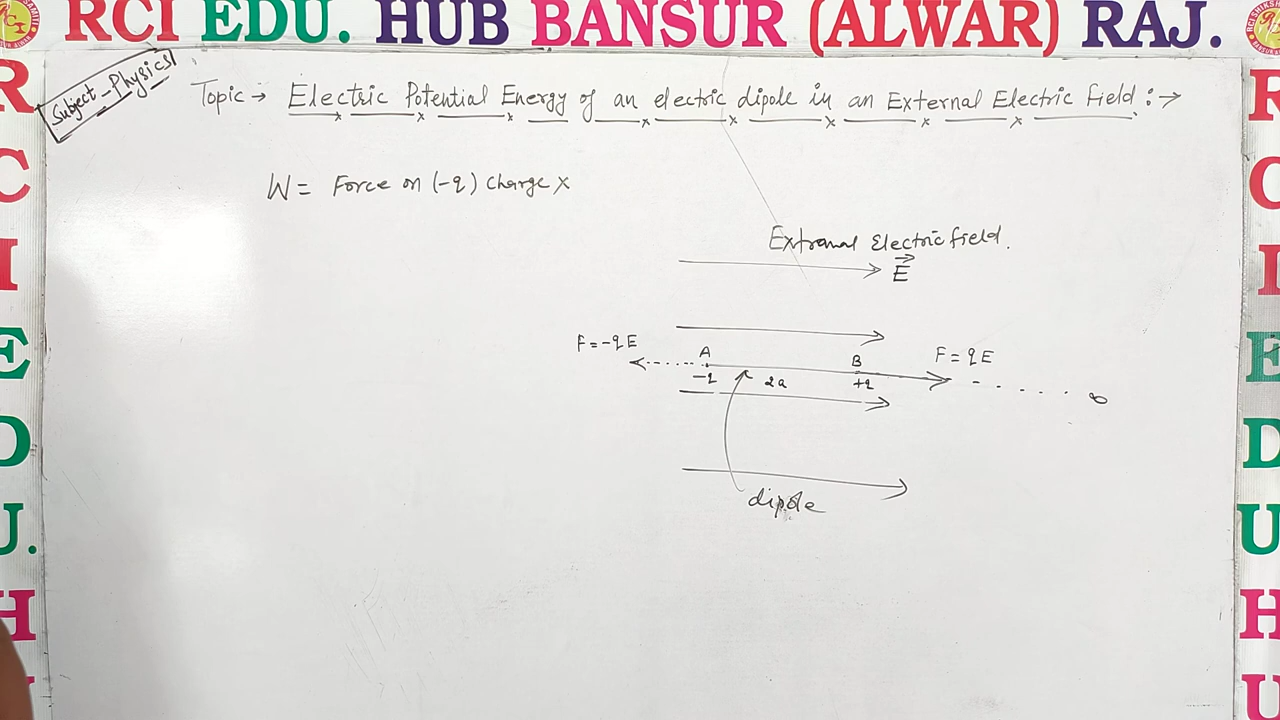 RCI EDU. HUB BANSUR (ALWAR) RAJ.
Subject - Physics
Topic → Electric Potential Energy of an electric dipole in an External Electric field :→
W = Force on (-q) Charge ×
Extranal Electric field.
E
F = -qE
A
B
F = qE
-q
2a
+q
∞
dipole
R
C
I
E
D
U.
H
R
C
I
E
D
U
H
U